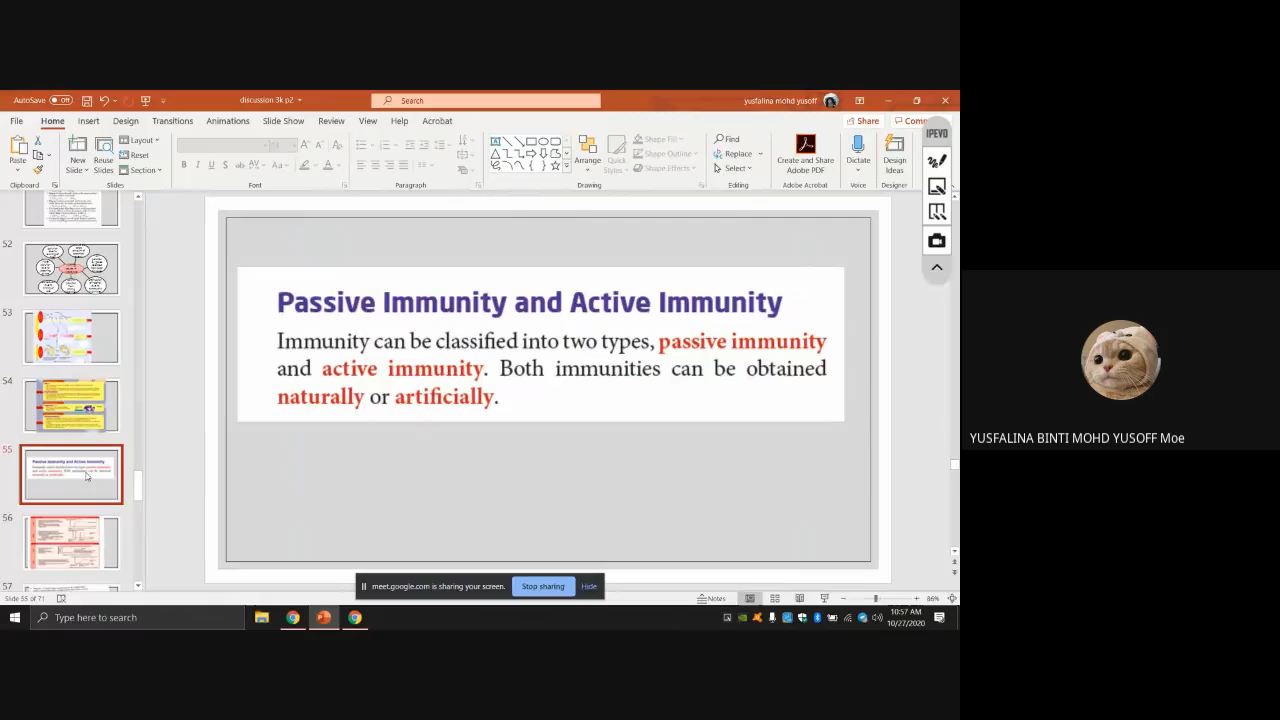 AutoSave Off
discussion 3k p2
Search
yusfalina mohd yusoff
File Home Insert Design Transitions Animations Slide Show Review View Help Acrobat
Share
IPEVO
Paste
New Slide
Reuse Slides
Layout
Reset
Section
Arrange
Quick Styles
Shape Fill
Shape Outline
Shape Effects
Find
Replace
Select
Create and Share Adobe PDF
Dictate
Design Ideas
Clipboard Slides Font Paragraph Drawing Editing Adobe Acrobat Voice Designer
52
53
54
55
56
57
Passive Immunity and Active Immunity
Immunity can be classified into two types, passive immunity
and active immunity. Both immunities can be obtained
naturally or artificially.
YUSFALINA BINTI MOHD YUSOFF Moe
meet.google.com is sharing your screen. Stop sharing Hide
Slide 55 of 71
Notes
86%
Type here to search
10:57 AM
10/27/2020